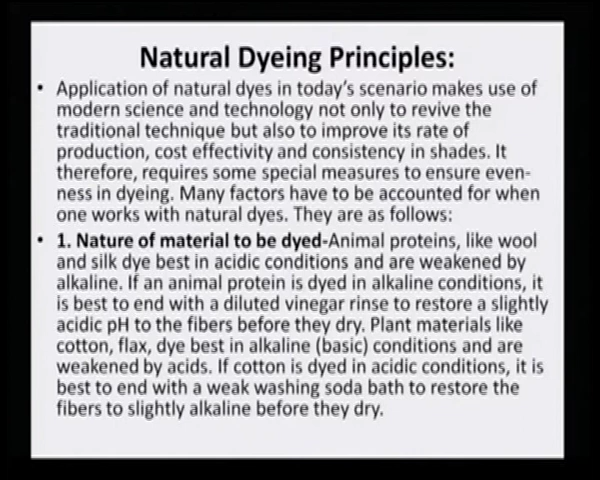 Natural Dyeing Principles:
• Application of natural dyes in today's scenario makes use of
modern science and technology not only to revive the
traditional technique but also to improve its rate of
production, cost effectivity and consistency in shades. It
therefore, requires some special measures to ensure even-
ness in dyeing. Many factors have to be accounted for when
one works with natural dyes. They are as follows:
• 1. Nature of material to be dyed-Animal proteins, like wool
and silk dye best in acidic conditions and are weakened by
alkaline. If an animal protein is dyed in alkaline conditions, it
is best to end with a diluted vinegar rinse to restore a slightly
acidic pH to the fibers before they dry. Plant materials like
cotton, flax, dye best in alkaline (basic) conditions and are
weakened by acids. If cotton is dyed in acidic conditions, it is
best to end with a weak washing soda bath to restore the
fibers to slightly alkaline before they dry.